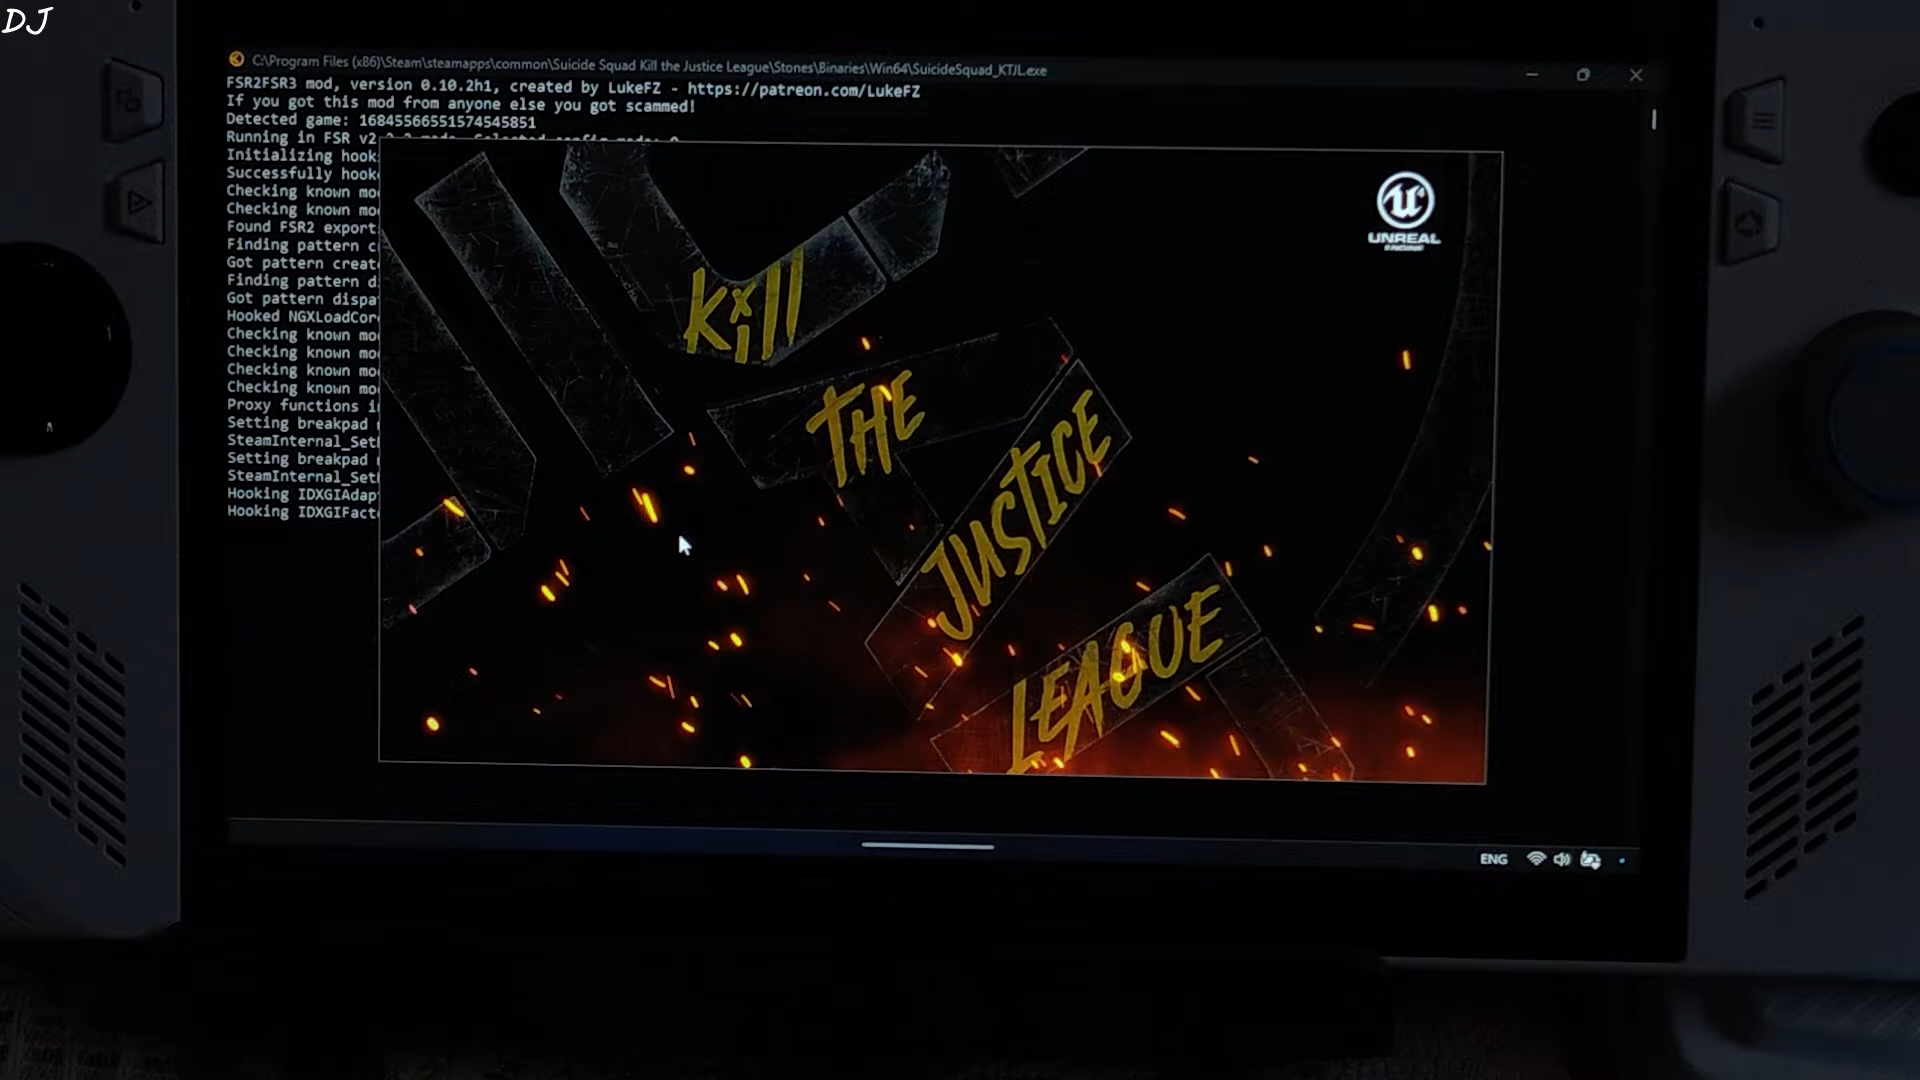 DJ
C:\Program Files (x86)\Steam\steamapps\common\Suicide Squad Kill the Justice League\Stones\Binaries\Win64\SuicideSquad_KTJL.exe
FSR2FSR3 mod, version 0.10.2h1, created by LukeFZ - https://patreon.com/LukeFZ
If you got this mod from anyone else you got scammed!
Detected game: 16845566551574545851
Running in FSR v2
Initializing hook
Successfully hook
Checking known mo
Checking known mo
Found FSR2 export
Finding pattern c
Got pattern creat
Finding pattern d
Got pattern dispa
Hooked NGXLoadCor
Checking known mo
Checking known mo
Checking known mo
Checking known mo
Proxy functions i
Setting breakpad
SteamInternal_Set
Setting breakpad
SteamInternal_Set
Hooking IDXGIAdap
Hooking IDXGIFact
Kill
THE
JUSTICE
LEAGUE
UNREAL
ENGINE
ENG